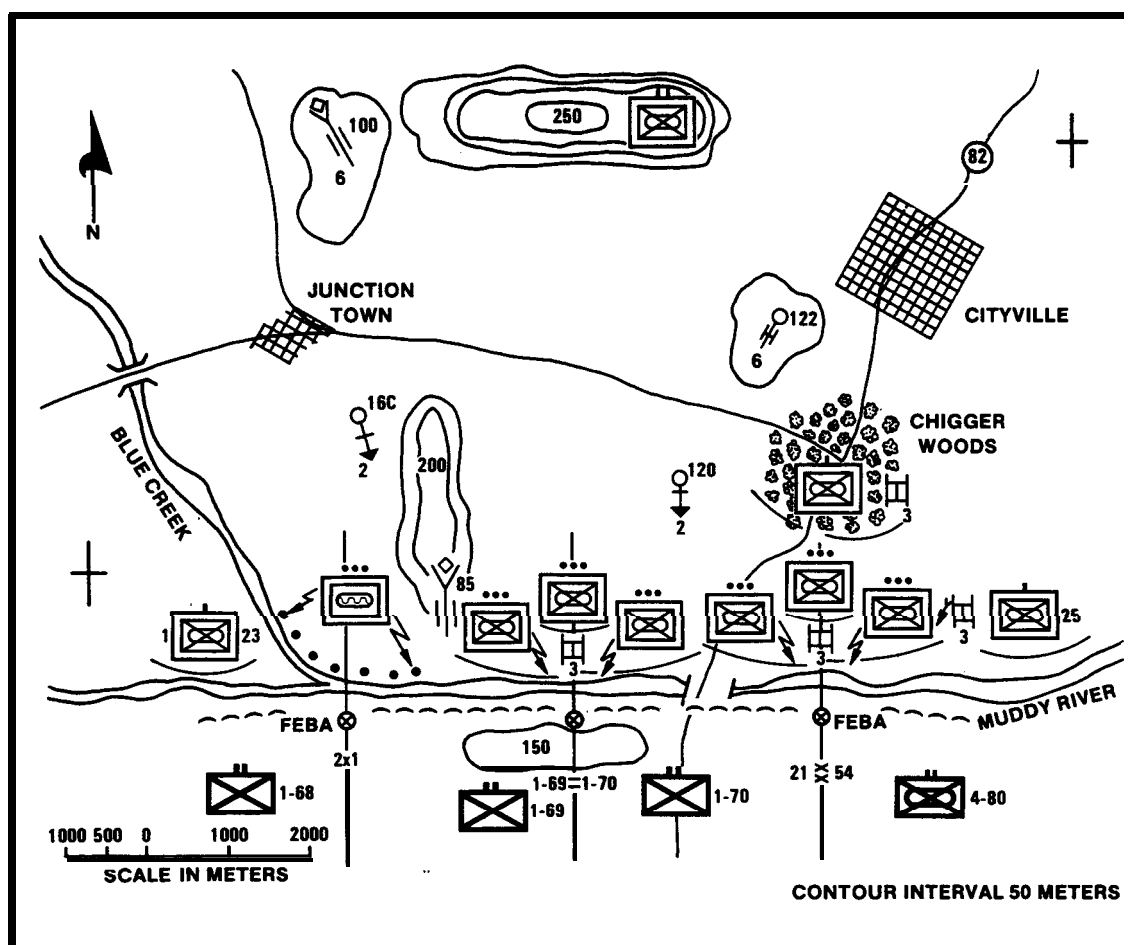 250
100
6
82
N
JUNCTION
TOWN
122
6
CITYVILLE
16C
2
200
120
2
CHIGGER
WOODS
3
BLUE CREEK
85
1
23
3
3
3
25
FEBA
FEBA
MUDDY RIVER
150
2x1
1-68
1-69
1-70
1-69
1-70
21
54
4-80
1000 500 0 1000 2000
SCALE IN METERS
CONTOUR INTERVAL 50 METERS